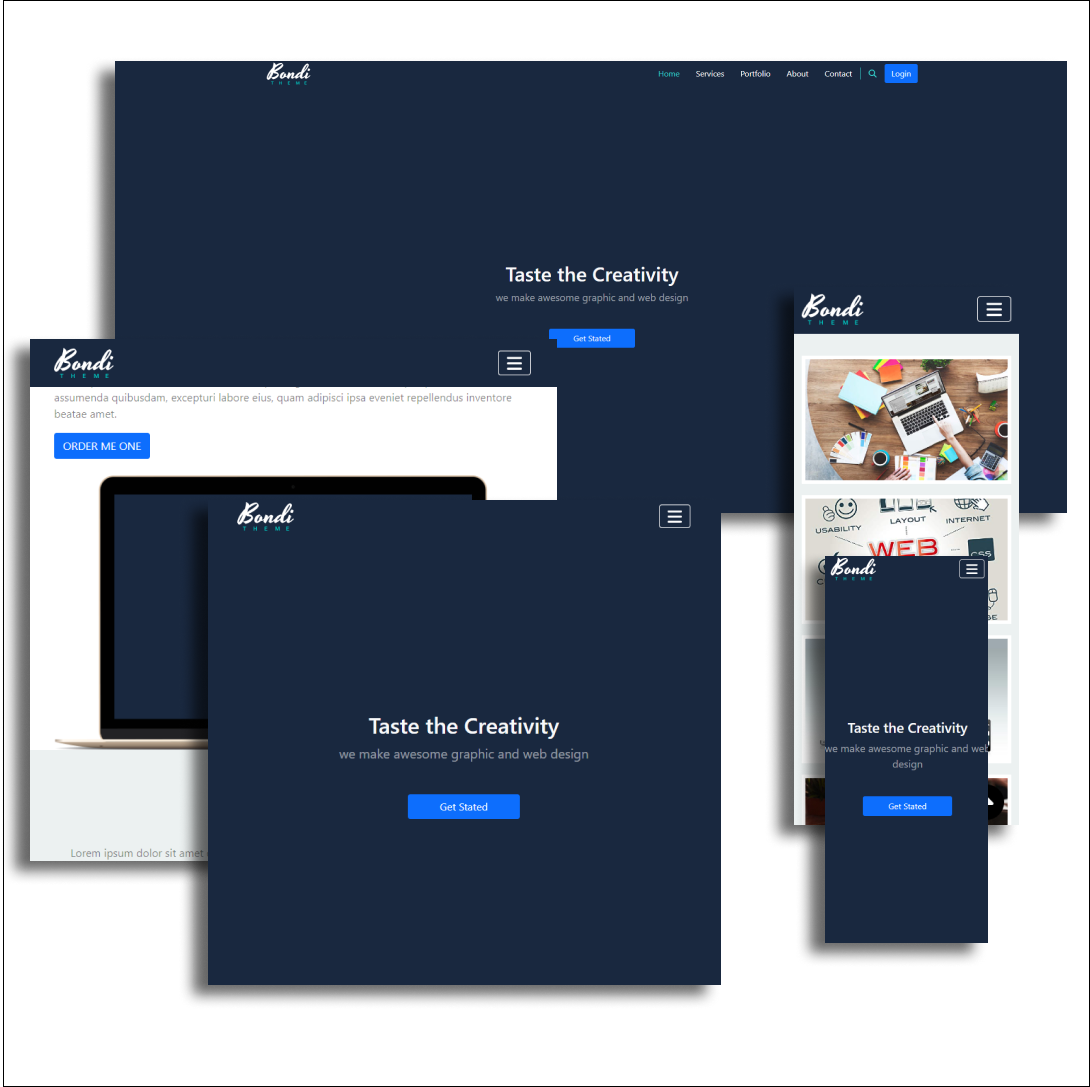 Bondi
THEME
Home Services Portfolio About Contact Login
Taste the Creativity
we make awesome graphic and web design
Get Stated
Bondi
THEME
assumenda quibusdam, excepturi labore eius, quam adipisci ipsa eveniet repellendus inventore
beatae amet.
ORDER ME ONE
Lorem ipsum dolor sit amet
Bondi
THEME
Taste the Creativity
we make awesome graphic and web design
Get Stated
Bondi
THEME
USABILITY
LAYOUT
INTERNET
WEB
CSS
Bondi
THEME
Taste the Creativity
we make awesome graphic and web
design
Get Stated